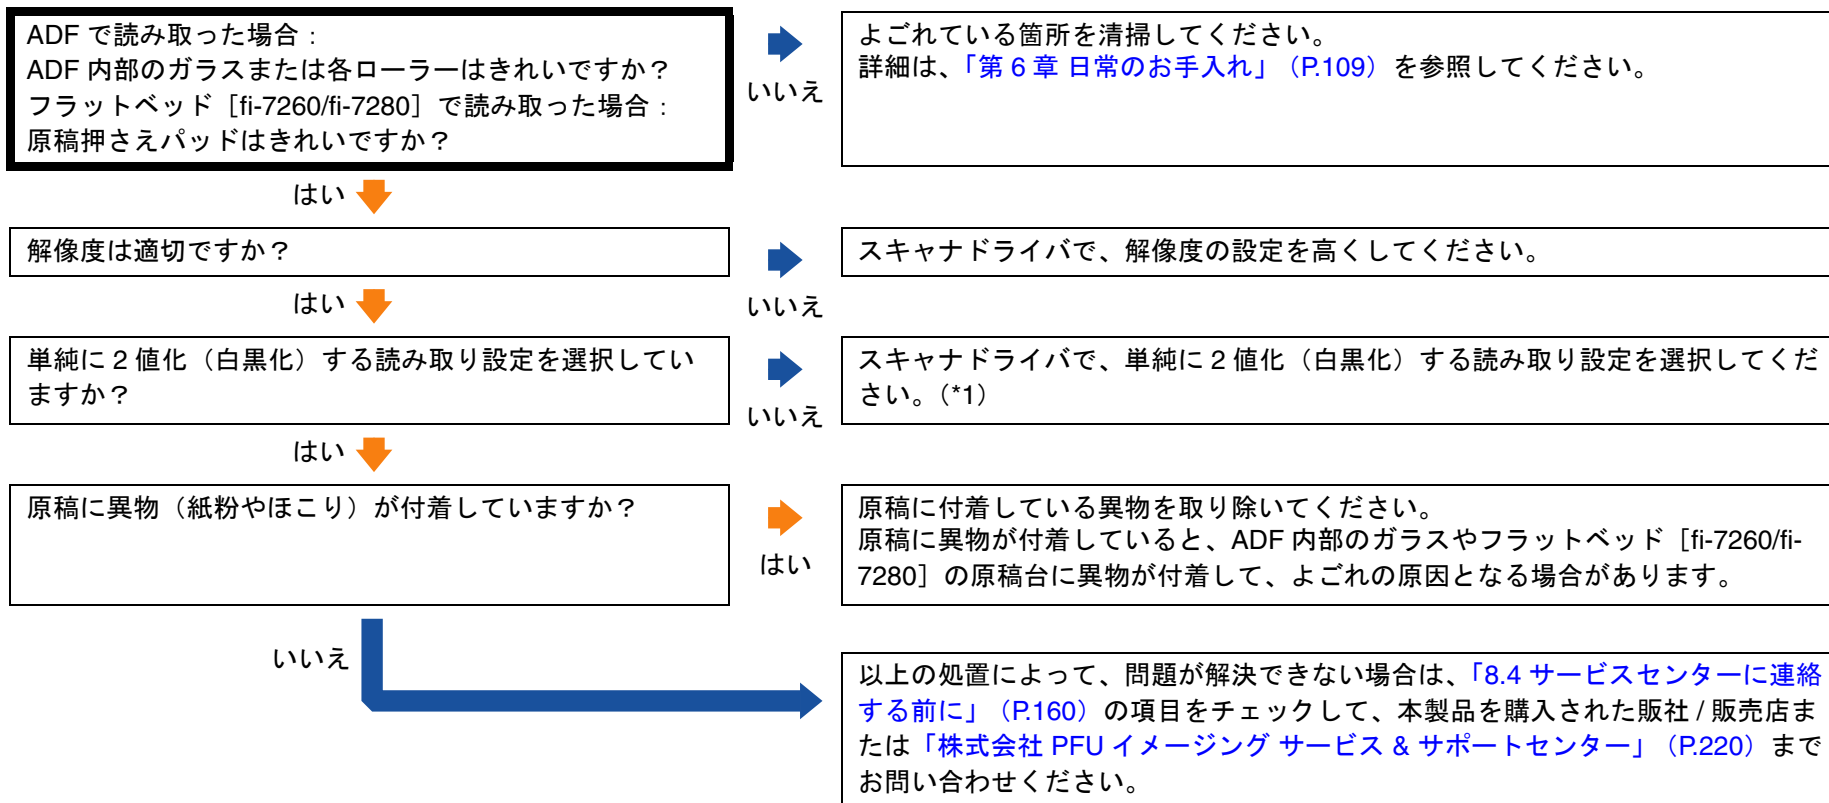 ADF で読み取った場合：
ADF 内部のガラスまたは各ローラーはきれいですか？
フラットベッド［fi-7260/fi-7280］で読み取った場合：
原稿押さえパッドはきれいですか？
いいえ
よごれている箇所を清掃してください。
詳細は、「第 6 章 日常のお手入れ」（P.109）を参照してください。
はい
解像度は適切ですか？
いいえ
スキャナドライバで、解像度の設定を高くしてください。
はい
単純に 2 値化（白黒化）する読み取り設定を選択してい
ますか？
いいえ
スキャナドライバで、単純に 2 値化（白黒化）する読み取り設定を選択してくだ
さい。（*1）
はい
原稿に異物（紙粉やほこり）が付着していますか？
はい
原稿に付着している異物を取り除いてください。
原稿に異物が付着していると、ADF 内部のガラスやフラットベッド［fi-7260/fi-
7280］の原稿台に異物が付着して、よごれの原因となる場合があります。
いいえ
以上の処置によって、問題が解決できない場合は、「8.4 サービスセンターに連絡
する前に」（P.160）の項目をチェックして、本製品を購入された販社 / 販売店ま
たは「株式会社 PFU イメージング サービス & サポートセンター」（P.220）まで
お問い合わせください。